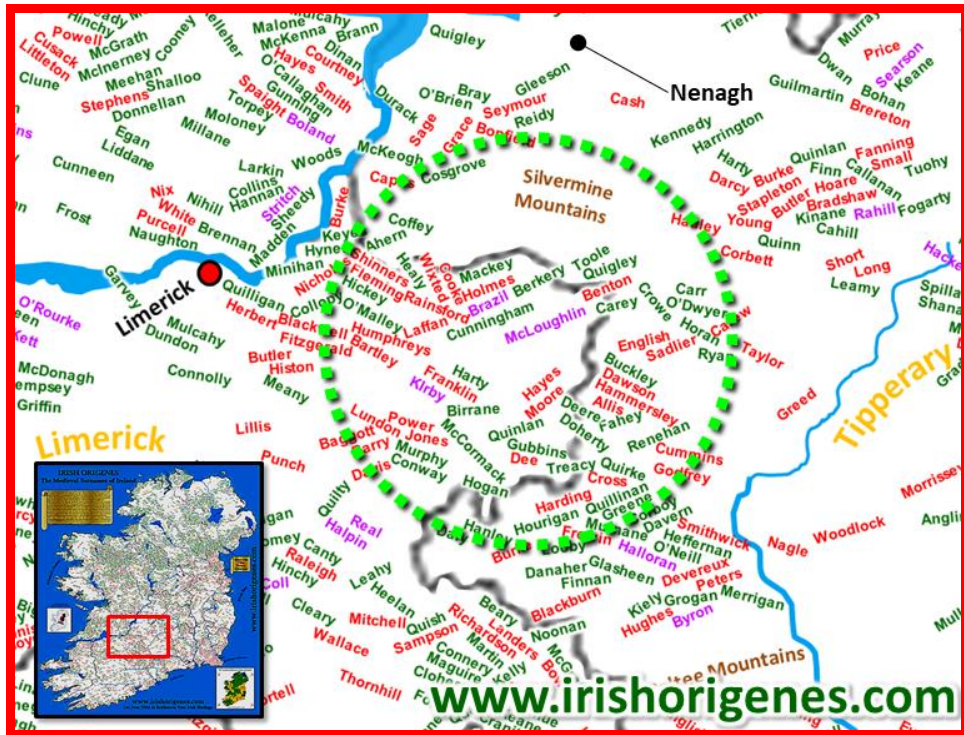 Hinchy
Powell
Cusack
Littleton
McGrath
McInerney
Cooney
Kelleher
Malone
Mulcahy
McKenna
Brann
Dinan
Quigley
O'Callaghan
Hayes
Courtney
Smith
Gunning
Spaight
Boland
Clune
Meehan
Shalloo
Stephens
Donnellan
Torpey
Moloney
Millane
Egan
Liddane
Cunneen
Larkin
Woods
Collins
Hannan
Stritch
Sheedy
Madden
Nix
White
Purcell
Nihill
Brennan
Naughton
Frost
Durack
O'Brien
Bray
Gleeson
Sage
Grace
Seymour
Bonfield
Reidy
Cash
Nenagh
McKeogh
Cosgrove
Burke
Silvermine
Mountains
Kennedy
Harrington
Harty
Darcy
Burke
Stapleton
Young
Quinlan
Finn
Butler
Hoare
Bradshaw
Callanan
Fanning
Small
Tuohy
Kinane
Cahill
Rahill
Fogarty
Quinn
Corbett
Short
Long
Leamy
Guilmartin
Dwan
Murray
Price
Searson
Keane
Bohan
Brereton
Limerick
Garvey
Quilligan
Minihan
Coffey
Ahern
Shinners
Fleming
Hickey
Healy
Wixted
Cooke
Rainsford
Mackey
Holmes
Brazil
Berkery
Toole
Quigley
Benton
Carey
McLoughlin
Cunningham
Laffan
O'Malley
Humphreys
Bartley
Blackwell
Herbert
Fitzgerald
Butler
Histon
Meany
Connolly
Mulcahy
Dundon
O'Rourke
McDonagh
Griffin
Crowe
Carr
O'Dwyer
Horan
Taylor
English
Sadlier
Buckley
Dawson
Hammersley
Allis
Fahey
Deere
Doherty
Renehan
Cummins
Godfrey
Hayes
Moore
Franklin
Harty
Kirby
Birrane
Quinlan
Gubbins
Dee
Treacy
Quirke
Cross
McCormack
Hogan
London
Power
Jones
Murphy
Conway
Baggott
Lillis
Punch
Limerick
Tipperary
Greed
Morrissey
Woodlock
Nagle
Smithwick
Harding
Hourigan
Quillinan
Greene
Davern
Heffernan
O'Neill
Halloran
Devereux
Peters
Glasheen
Danaher
Finnan
Blackburn
Kiely
Grogan
Merrigan
Byron
Hughes
Quilty
Real
Halpin
Canty
Raleigh
Hinchy
Coll
Leahy
Heelan
Cleary
Mitchell
Wallace
Thornhill
Quish
Sampson
Richardson
Landers
Beary
Noonan
Martin
Connery
Maguire
Kelly
Mountains
IRISH ORIGENES
The Medieval Surnames of Ireland
www.irishorigenes.com
www.irishorigenes.com